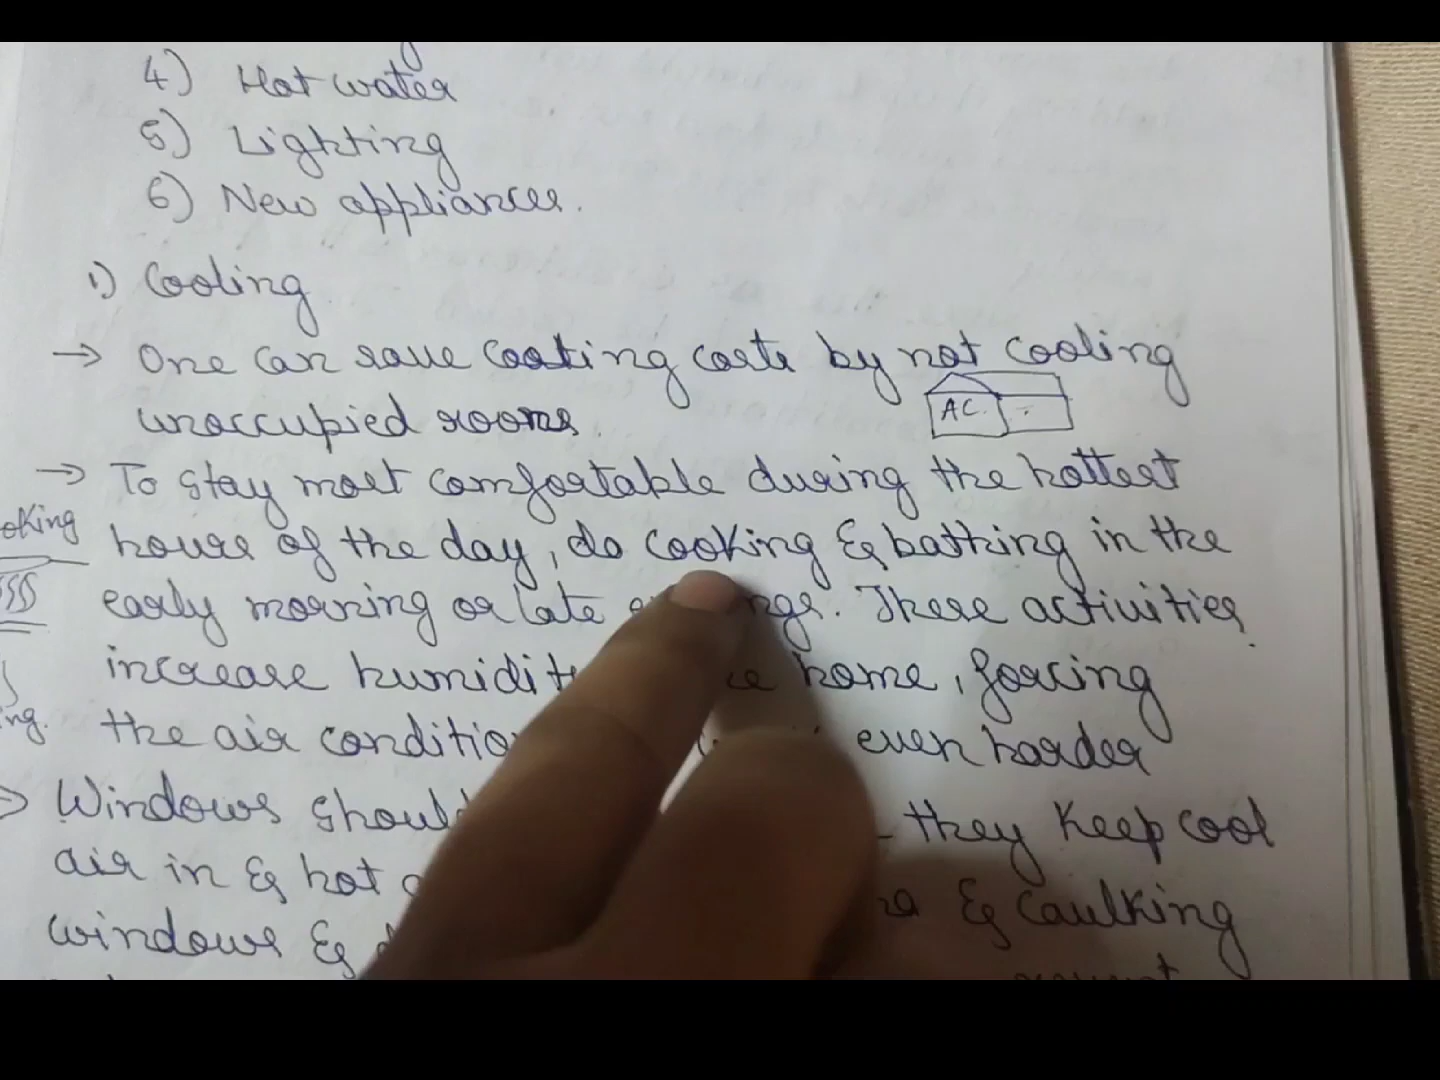 4) Hot water
5) Lighting
6) New appliances.
1) Cooling
→ One can save cooling costs by not cooling
AC.
unoccupied rooms.
→ To stay most comfortable during the hottest
hours of the day, do cooking & bathing in the
early morning or late ngs. These activities
increase humidit home, forcing
ing. the air conditio even harder
→ Windows shoul they keep cool
air in & hot & caulking
windows &